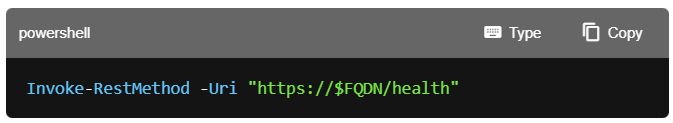 powershell
Type
Copy
Invoke-RestMethod -Uri "https://$FQDN/health"